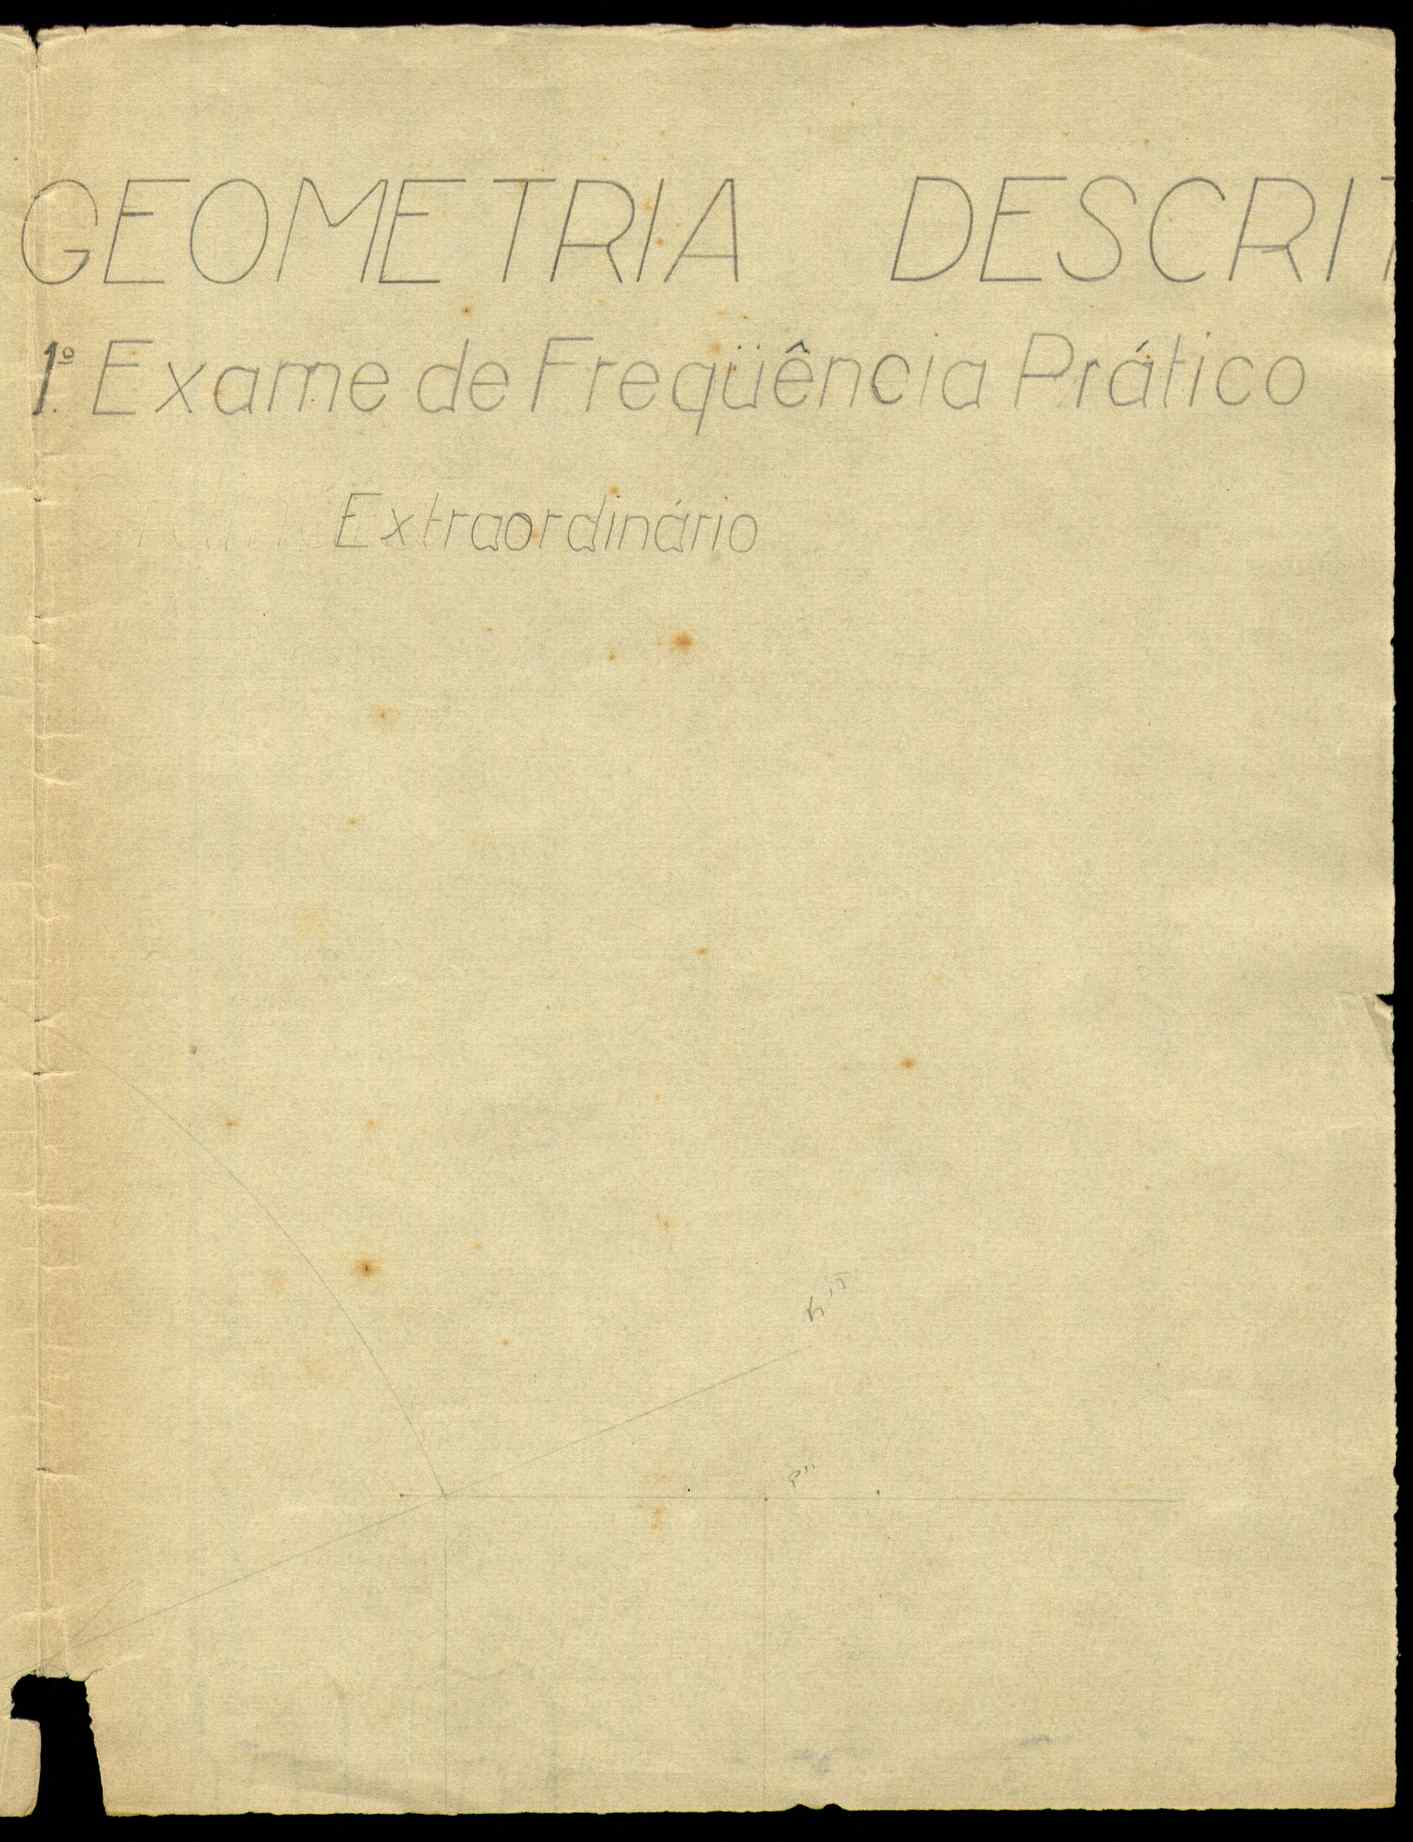 GEOMETRIA DESCRIT
1º Exame de Freqüência Prático
Extraordinário
P''